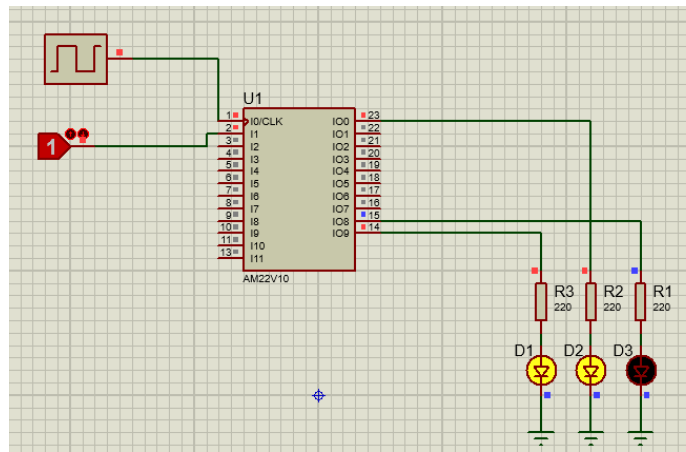 U1
1
1 I0/CLK IO0 23
2 I1 IO1 22
3 I2 IO2 21
4 I3 IO3 20
5 I4 IO4 19
6 I5 IO5 18
7 I6 IO6 17
8 I7 IO7 16
9 I8 IO8 15
10 I9 IO9 14
11 I10
13 I11
AM22V10
R3 R2 R1
220 220 220
D1 D2 D3